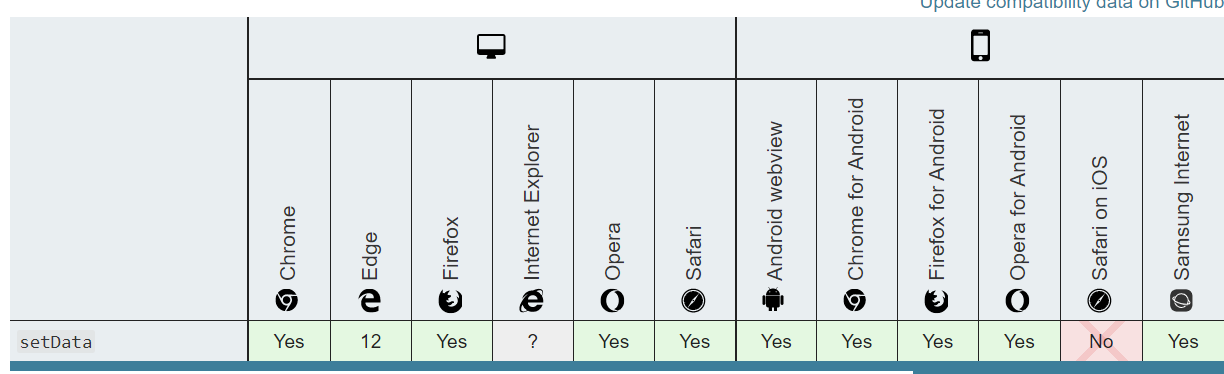 Update compatibility data on GitHub
Chrome
Edge
Firefox
Internet Explorer
Opera
Safari
Android webview
Chrome for Android
Firefox for Android
Opera for Android
Safari on iOS
Samsung Internet
setData Yes 12 Yes ? Yes Yes Yes Yes Yes Yes No Yes